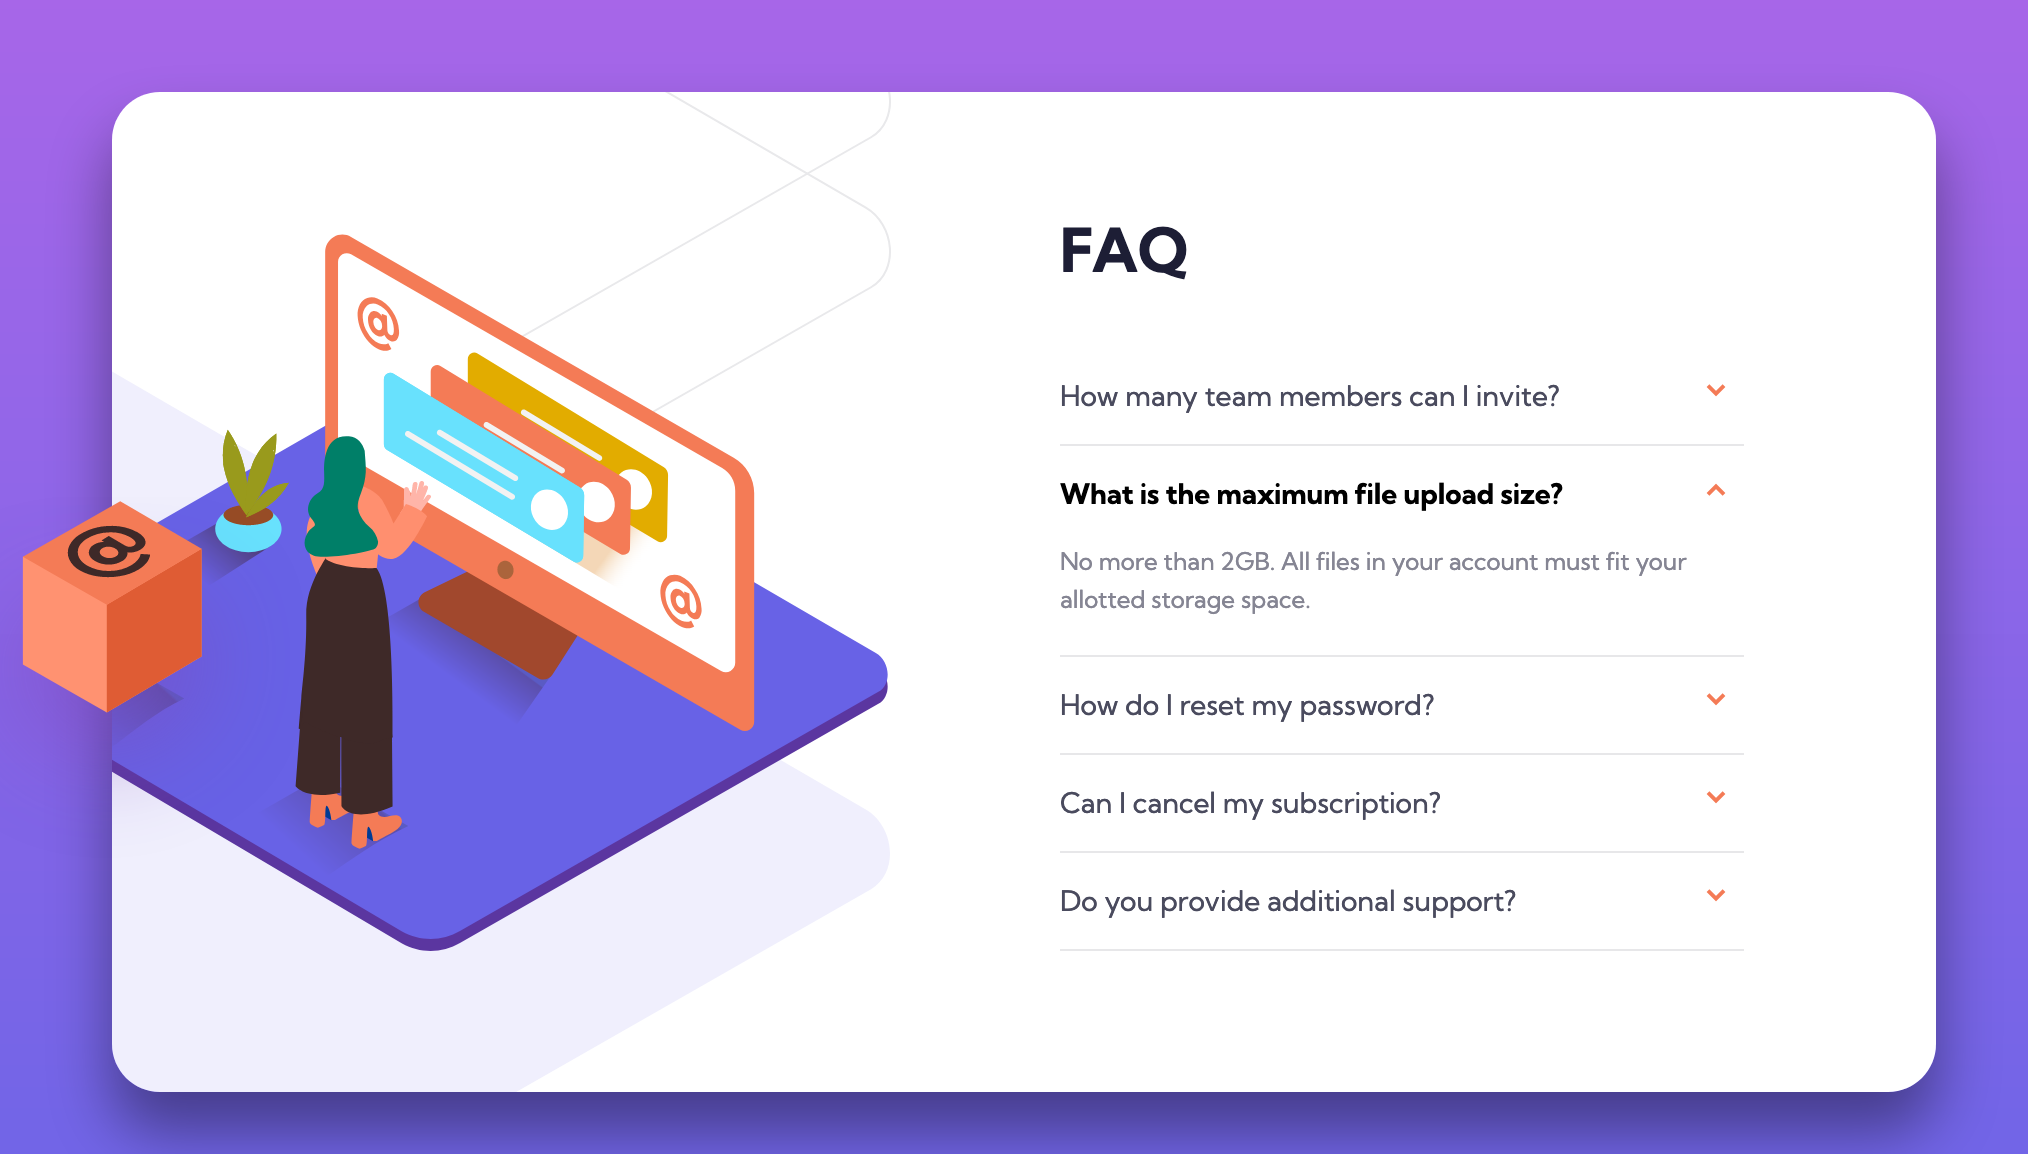 FAQ
How many team members can I invite?
What is the maximum file upload size?
No more than 2GB. All files in your account must fit your
allotted storage space.
How do I reset my password?
Can I cancel my subscription?
Do you provide additional support?
@
@
@